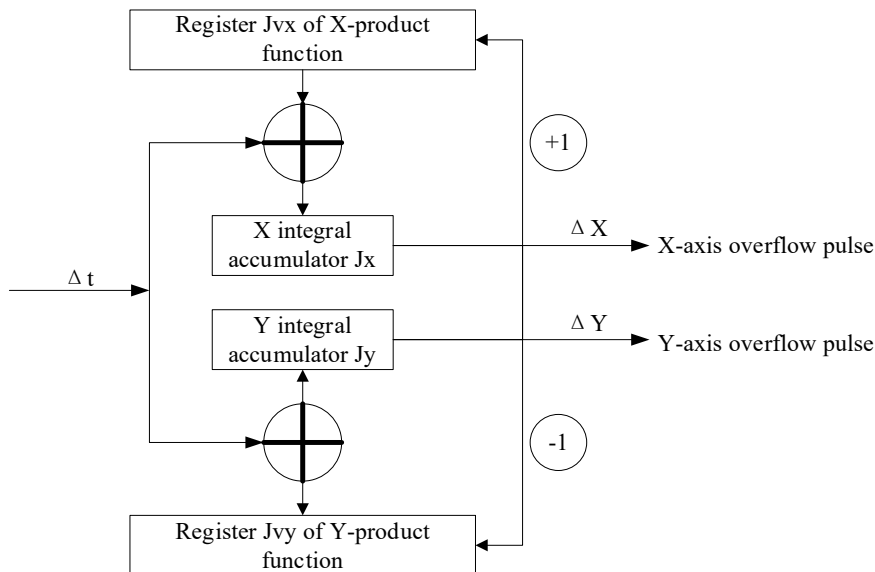 Register Jvx of X-product
function
+1
X integral
accumulator Jx
Δ X
X-axis overflow pulse
Δ t
Y integral
accumulator Jy
Δ Y
Y-axis overflow pulse
-1
Register Jvy of Y-product
function